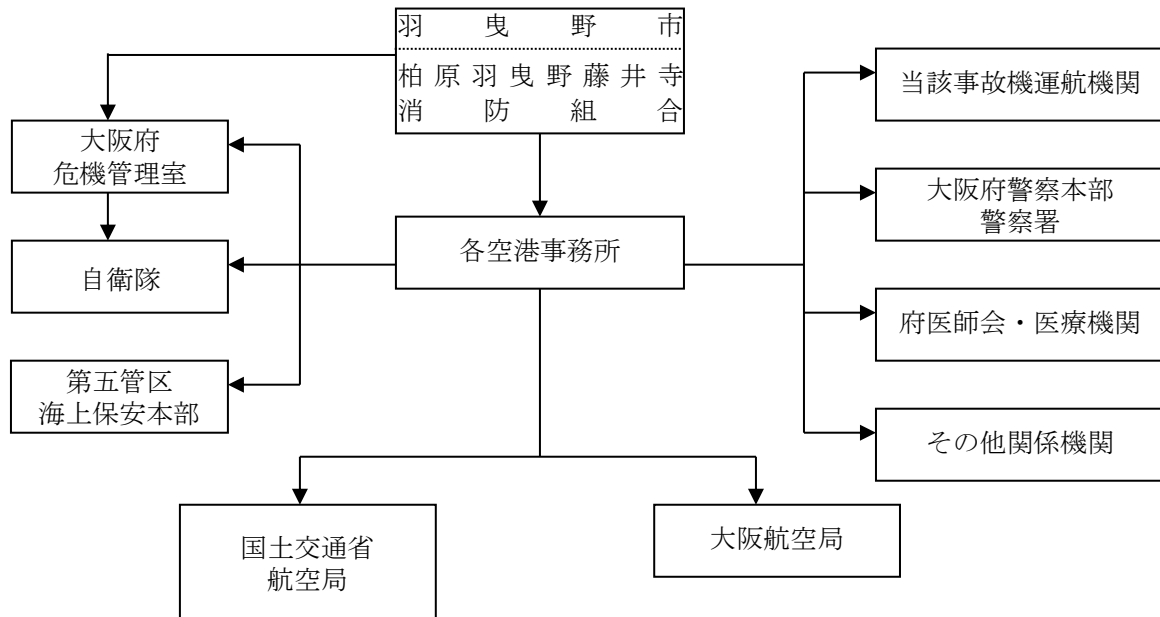 羽曳野市
柏原羽曳野藤井寺
消防組合
当該事故機運航機関
大阪府
危機管理室
大阪府警察本部
警察署
各空港事務所
自衛隊
府医師会・医療機関
第五管区
海上保安本部
その他関係機関
国土交通省
航空局
大阪航空局